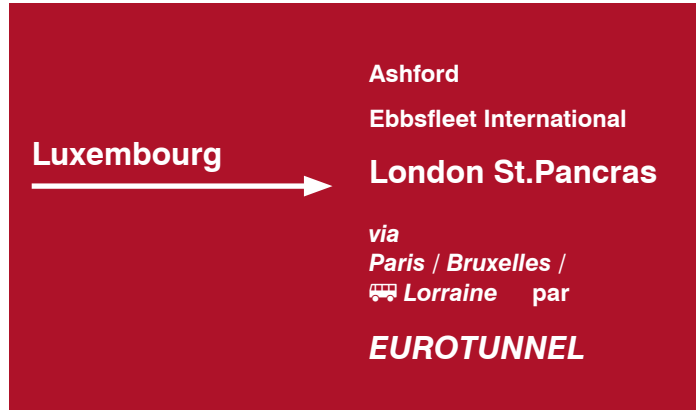 Luxembourg
Ashford
Ebbsfleet International
London St.Pancras
via
Paris / Bruxelles /
Lorraine par
EUROTUNNEL